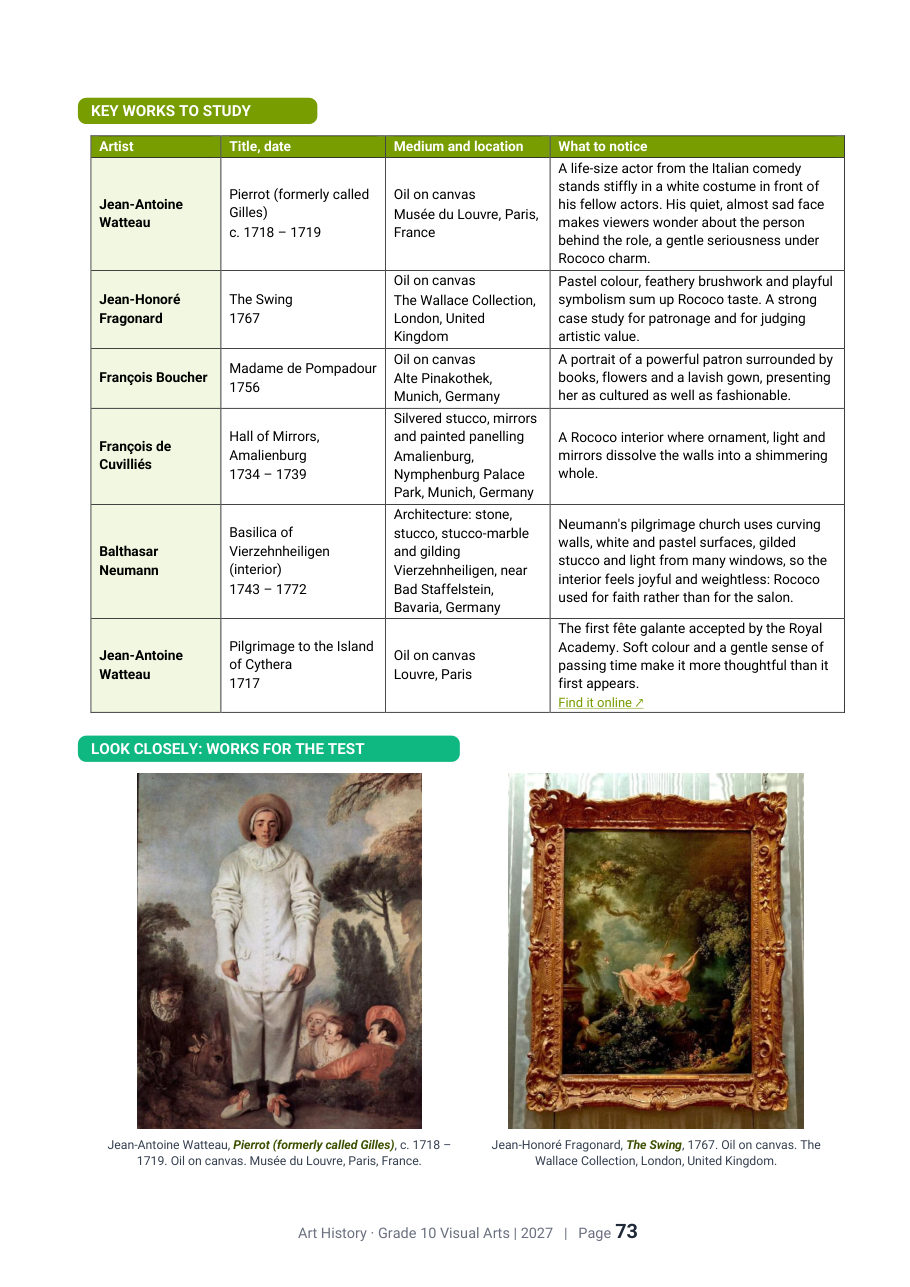 KEY WORKS TO STUDY
Artist
Title, date
Medium and location
What to notice
Jean-Antoine
Watteau
Pierrot (formerly called
Gilles)
c. 1718 – 1719
Oil on canvas
Musée du Louvre, Paris,
France
A life-size actor from the Italian comedy
stands stiffly in a white costume in front of
his fellow actors. His quiet, almost sad face
makes viewers wonder about the person
behind the role, a gentle seriousness under
Rococo charm.
Jean-Honoré
Fragonard
The Swing
1767
Oil on canvas
The Wallace Collection,
London, United
Kingdom
Pastel colour, feathery brushwork and playful
symbolism sum up Rococo taste. A strong
case study for patronage and for judging
artistic value.
François Boucher
Madame de Pompadour
1756
Oil on canvas
Alte Pinakothek,
Munich, Germany
A portrait of a powerful patron surrounded by
books, flowers and a lavish gown, presenting
her as cultured as well as fashionable.
François de
Cuvilliés
Hall of Mirrors,
Amalienburg
1734 – 1739
Silvered stucco, mirrors
and painted panelling
Amalienburg,
Nymphenburg Palace
Park, Munich, Germany
A Rococo interior where ornament, light and
mirrors dissolve the walls into a shimmering
whole.
Balthasar
Neumann
Basilica of
Vierzehnheiligen
(interior)
1743 – 1772
Architecture: stone,
stucco, stucco-marble
and gilding
Vierzehnheiligen, near
Bad Staffelstein,
Bavaria, Germany
Neumann's pilgrimage church uses curving
walls, white and pastel surfaces, gilded
stucco and light from many windows, so the
interior feels joyful and weightless: Rococo
used for faith rather than for the salon.
Jean-Antoine
Watteau
Pilgrimage to the Island
of Cythera
1717
Oil on canvas
Louvre, Paris
The first fête galante accepted by the Royal
Academy. Soft colour and a gentle sense of
passing time make it more thoughtful than it
first appears.
Find it online ↗
LOOK CLOSELY: WORKS FOR THE TEST
Jean-Antoine Watteau, Pierrot (formerly called Gilles), c. 1718 –
1719. Oil on canvas. Musée du Louvre, Paris, France.
Jean-Honoré Fragonard, The Swing, 1767. Oil on canvas. The
Wallace Collection, London, United Kingdom.
Art History · Grade 10 Visual Arts | 2027 | Page 73